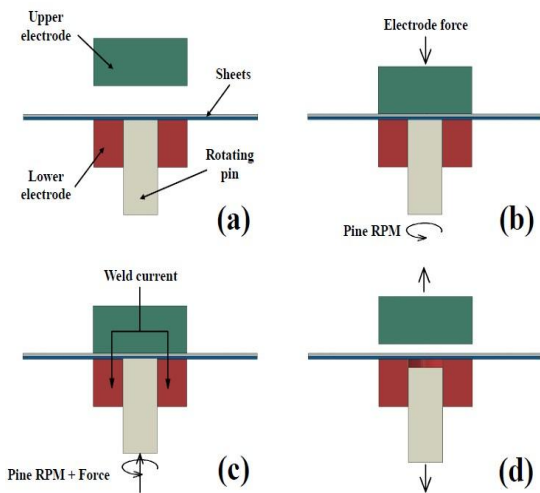 Upper
electrode
Sheets
Lower
electrode
Rotating
pin
(a)
Electrode force
Pine RPM
(b)
Weld current
Pine RPM + Force
(c)
(d)